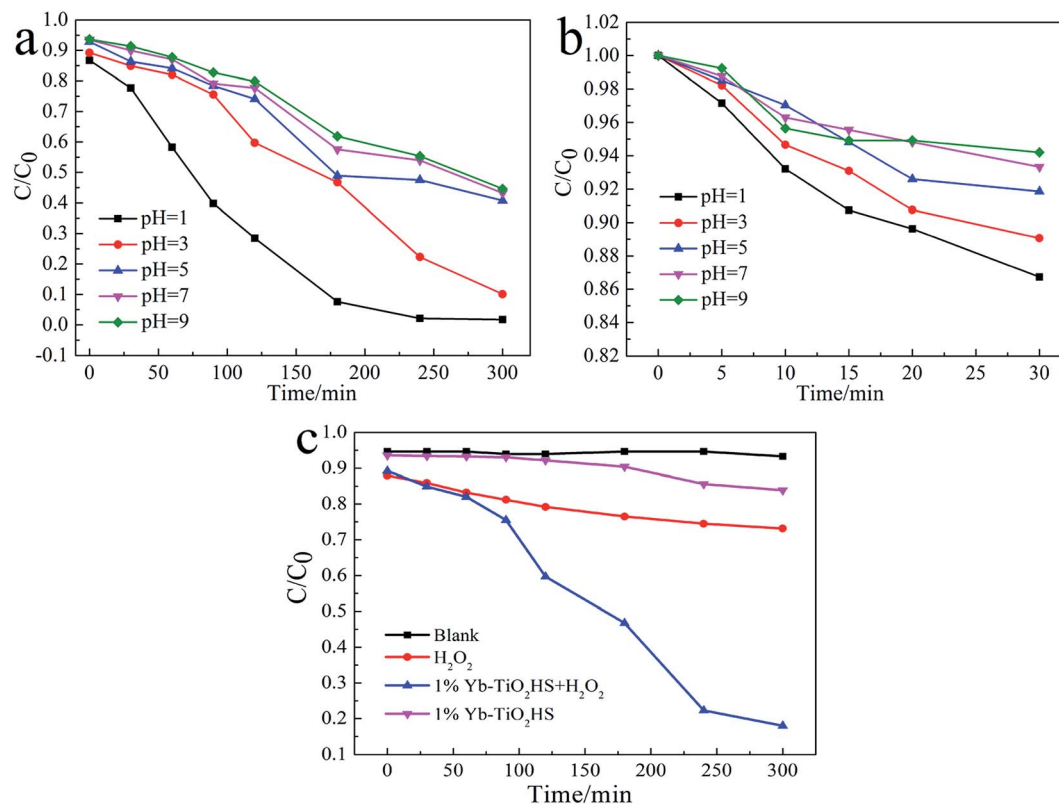 a
1.0
0.9
0.8
0.7
0.6
0.5
0.4
0.3
0.2
0.1
0.0
-0.1
C/C0
pH=1
pH=3
pH=5
pH=7
pH=9
0 50 100 150 200 250 300
Time/min
b
1.02
1.00
0.98
0.96
0.94
0.92
0.90
0.88
0.86
0.84
0.82
C/C0
pH=1
pH=3
pH=5
pH=7
pH=9
0 5 10 15 20 30
Time/min
c
1.0
0.9
0.8
0.7
0.6
0.5
0.4
0.3
0.2
0.1
C/C0
Blank
H2O2
1% Yb-TiO2HS+H2O2
1% Yb-TiO2HS
0 50 100 150 200 250 300
Time/min